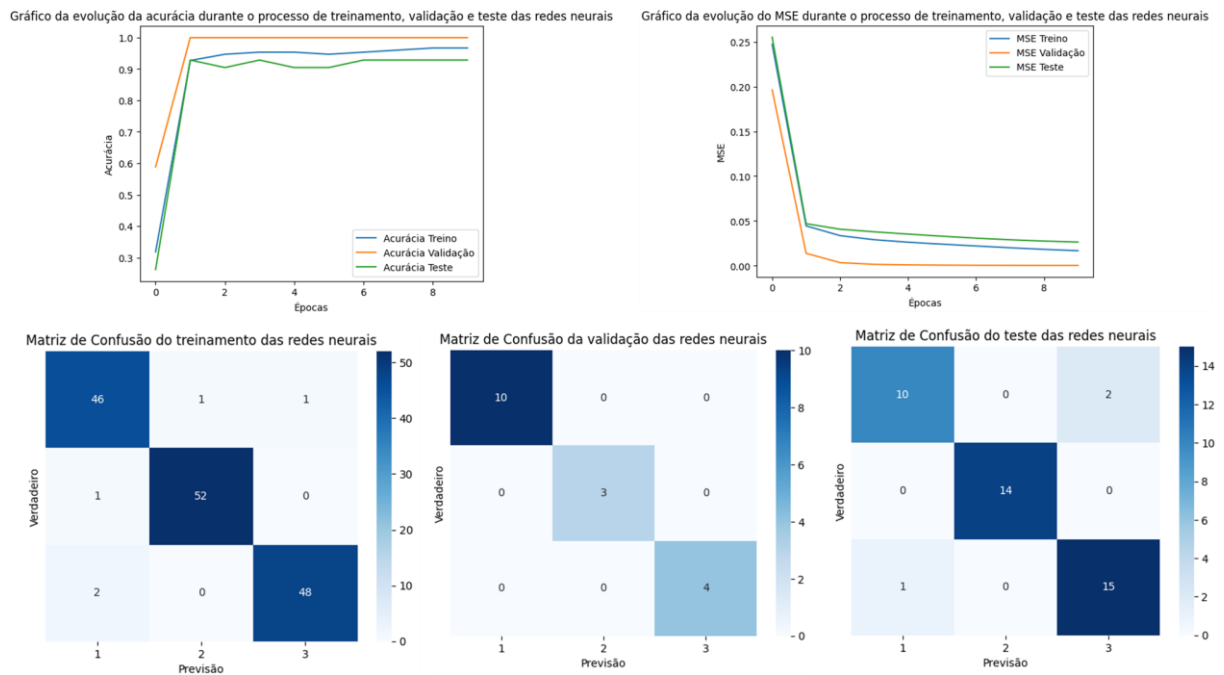 Gráfico da evolução da acurácia durante o processo de treinamento, validação e teste das redes neurais
1.0
0.9
0.8
0.7
0.6
0.5
0.4
0.3
Acurácia
0 2 4 6 8
Épocas
Acurácia Treino
Acurácia Validação
Acurácia Teste
Gráfico da evolução do MSE durante o processo de treinamento, validação e teste das redes neurais
0.25
0.20
0.15
0.10
0.05
0.00
MSE
0 2 4 6 8
Épocas
MSE Treino
MSE Validação
MSE Teste
Matriz de Confusão do treinamento das redes neurais
46 1 1
1 52 0
2 0 48
Verdadeiro
1 2 3
Previsão
50
40
30
20
10
0
Matriz de Confusão da validação das redes neurais
10 0 0
0 3 0
0 0 4
Verdadeiro
1 2 3
Previsão
10
8
6
4
2
0
Matriz de Confusão do teste das redes neurais
10 0 2
0 14 0
1 0 15
Verdadeiro
1 2 3
Previsão
14
12
10
8
6
4
2
0